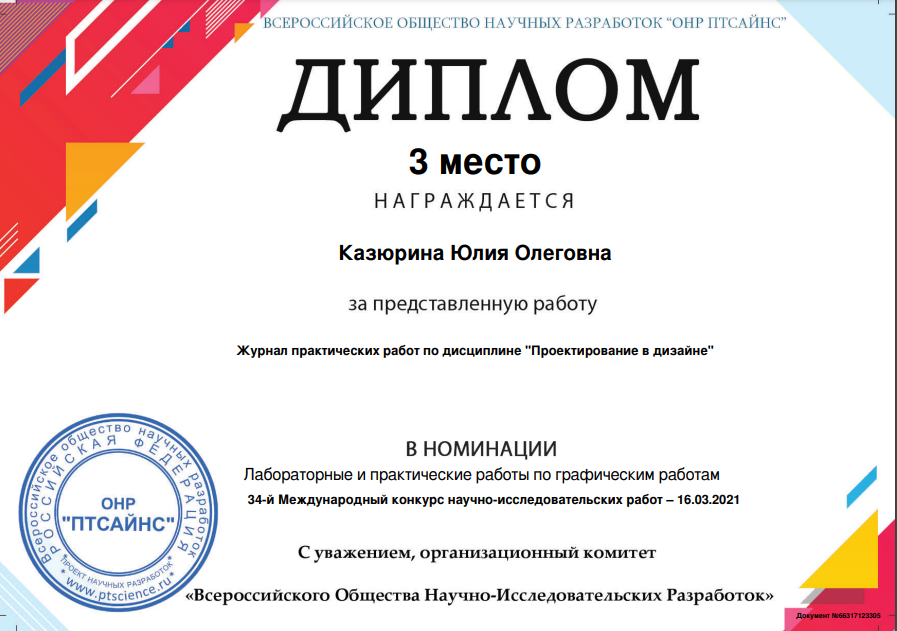 ВСЕРОССИЙСКОЕ ОБЩЕСТВО НАУЧНЫХ РАЗРАБОТОК “ОНР ПТСАЙНС”
ДИПЛОМ
3 место
НАГРАЖДАЕТСЯ
Казюрина Юлия Олеговна
за представленную работу
Журнал практических работ по дисциплине "Проектирование в дизайне"
В НОМИНАЦИИ
Лабораторные и практические работы по графическим работам
34-й Международный конкурс научно-исследовательских работ – 16.03.2021
С уважением, организационный комитет
«Всероссийского Общества Научно-Исследовательских Разработок»
Всероссийское общество научных разработок
РОССИЙСКАЯ ФЕДЕРАЦИЯ
ОНР
"ПТСАЙНС"
* ПРОЕКТ НАУЧНЫХ РАЗРАБОТОК *
* www.ptscience.ru *
Документ №66317123305